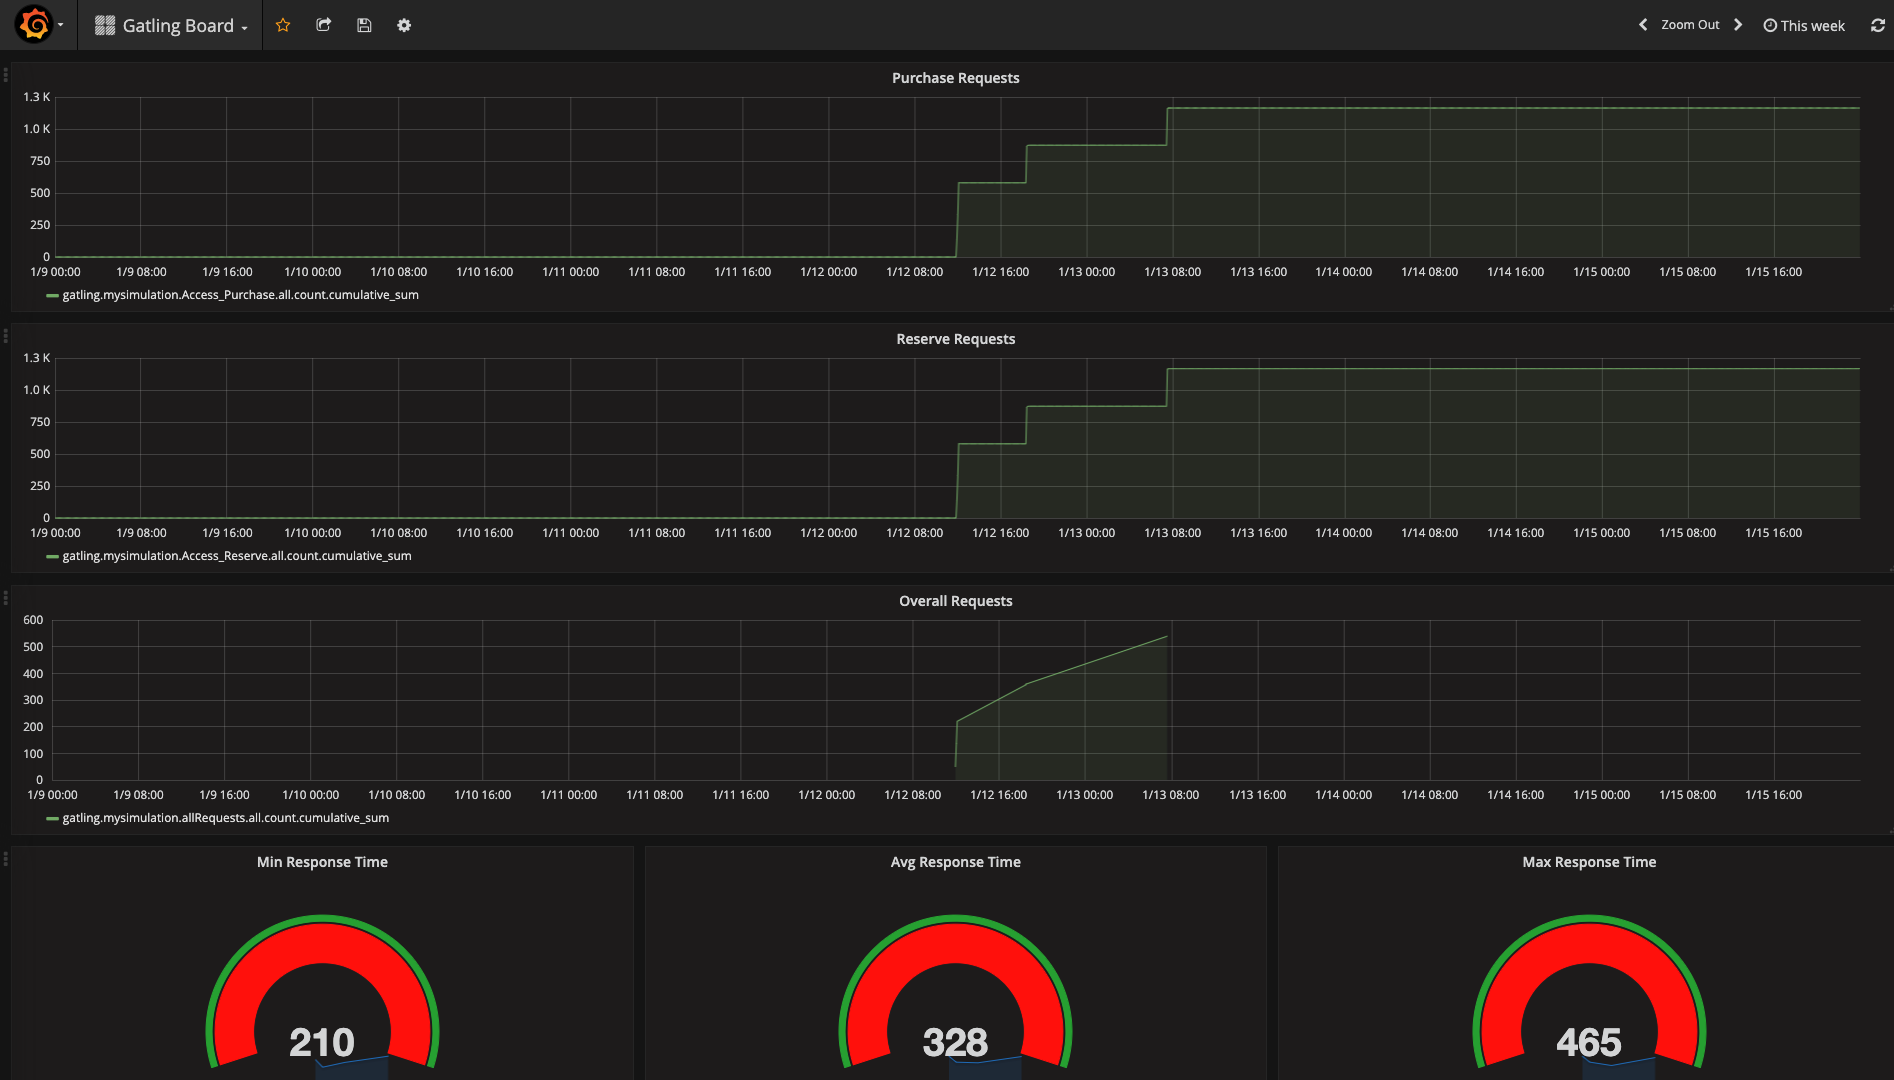 Gatling Board
Zoom Out
This week
Purchase Requests
1.3 K
1.0 K
750
500
250
0
1/9 00:00 1/9 08:00 1/9 16:00 1/10 00:00 1/10 08:00 1/10 16:00 1/11 00:00 1/11 08:00 1/11 16:00 1/12 00:00 1/12 08:00 1/12 16:00 1/13 00:00 1/13 08:00 1/13 16:00 1/14 00:00 1/14 08:00 1/14 16:00 1/15 00:00 1/15 08:00 1/15 16:00
gatling.mysimulation.Access_Purchase.all.count.cumulative_sum
Reserve Requests
1.3 K
1.0 K
750
500
250
0
1/9 00:00 1/9 08:00 1/9 16:00 1/10 00:00 1/10 08:00 1/10 16:00 1/11 00:00 1/11 08:00 1/11 16:00 1/12 00:00 1/12 08:00 1/12 16:00 1/13 00:00 1/13 08:00 1/13 16:00 1/14 00:00 1/14 08:00 1/14 16:00 1/15 00:00 1/15 08:00 1/15 16:00
gatling.mysimulation.Access_Reserve.all.count.cumulative_sum
Overall Requests
600
500
400
300
200
100
0
1/9 00:00 1/9 08:00 1/9 16:00 1/10 00:00 1/10 08:00 1/10 16:00 1/11 00:00 1/11 08:00 1/11 16:00 1/12 00:00 1/12 08:00 1/12 16:00 1/13 00:00 1/13 08:00 1/13 16:00 1/14 00:00 1/14 08:00 1/14 16:00 1/15 00:00 1/15 08:00 1/15 16:00
gatling.mysimulation.allRequests.all.count.cumulative_sum
Min Response Time
210
Avg Response Time
328
Max Response Time
465